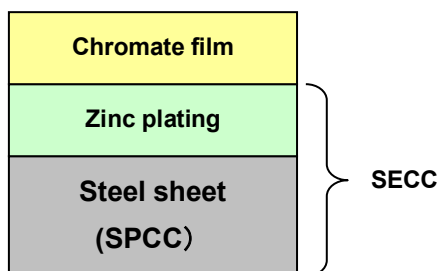 Chromate film
Zinc plating
Steel sheet
(SPCC）
SECC